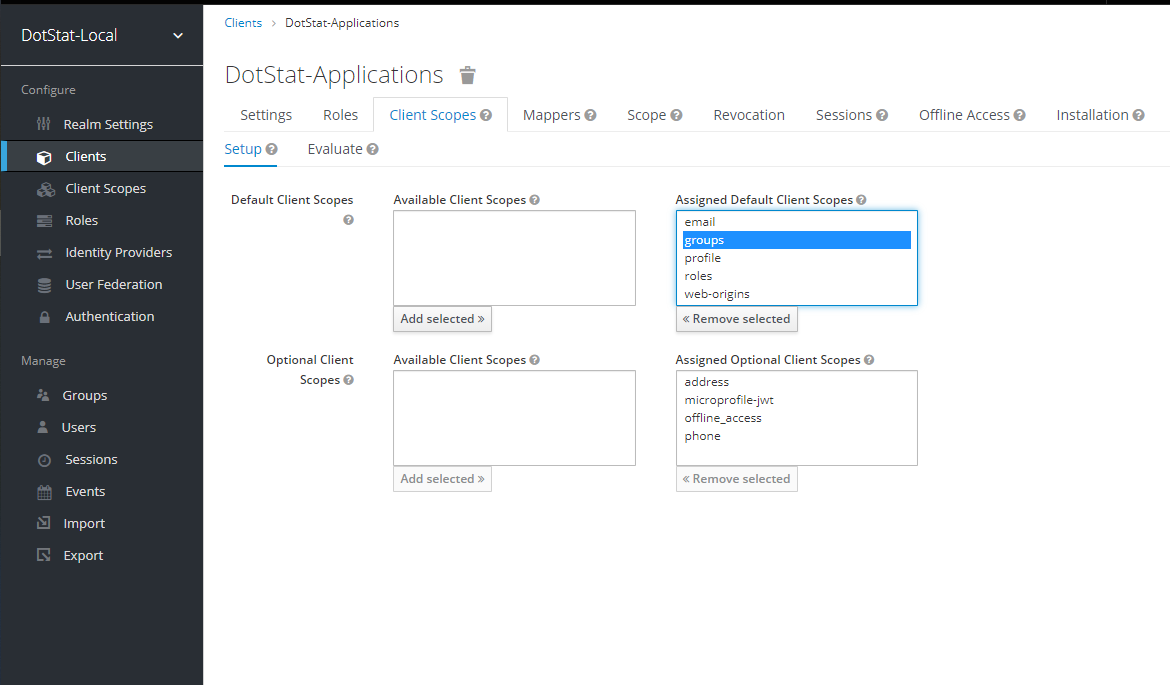 DotStat-Local
Configure
Realm Settings
Clients
Client Scopes
Roles
Identity Providers
User Federation
Authentication
Manage
Groups
Users
Sessions
Events
Import
Export
Clients > DotStat-Applications
DotStat-Applications
Settings Roles Client Scopes Mappers Scope Revocation Sessions Offline Access Installation
Setup Evaluate
Default Client Scopes
Available Client Scopes
Add selected »
Assigned Default Client Scopes
email
groups
profile
roles
web-origins
« Remove selected
Optional Client
Scopes
Available Client Scopes
Add selected »
Assigned Optional Client Scopes
address
microprofile-jwt
offline_access
phone
« Remove selected